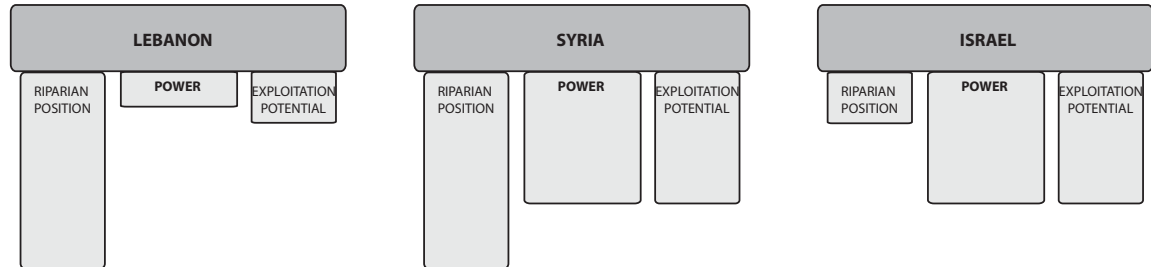 LEBANON
RIPARIAN
POSITION
POWER
EXPLOITATION
POTENTIAL
SYRIA
RIPARIAN
POSITION
POWER
EXPLOITATION
POTENTIAL
ISRAEL
RIPARIAN
POSITION
POWER
EXPLOITATION
POTENTIAL